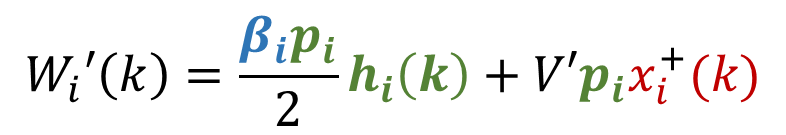 Wᵢ′(k) = βᵢpᵢ/2 hᵢ(k) + V′pᵢxᵢ⁺(k)